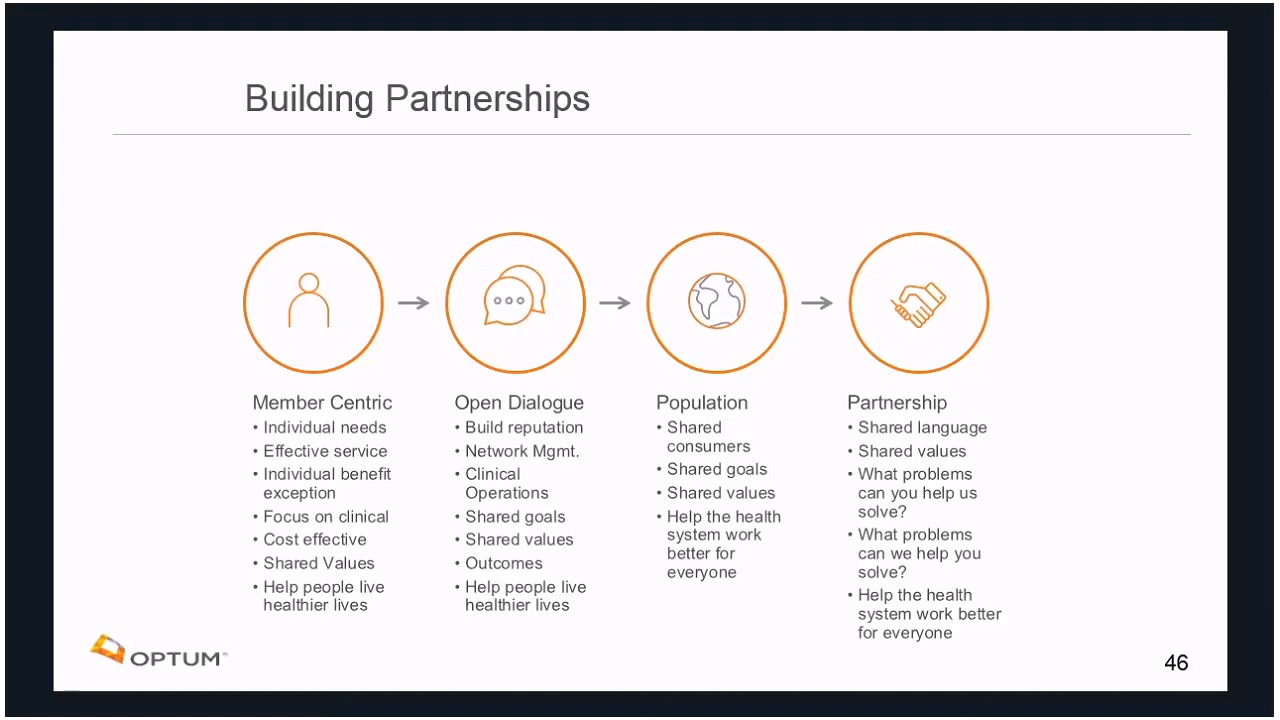 Building Partnerships
Member Centric
• Individual needs
• Effective service
• Individual benefit
exception
• Focus on clinical
• Cost effective
• Shared Values
• Help people live
healthier lives
Open Dialogue
• Build reputation
• Network Mgmt.
• Clinical
Operations
• Shared goals
• Shared values
• Outcomes
• Help people live
healthier lives
Population
• Shared
consumers
• Shared goals
• Shared values
• Help the health
system work
better for
everyone
Partnership
• Shared language
• Shared values
• What problems
can you help us
solve?
• What problems
can we help you
solve?
• Help the health
system work better
for everyone
OPTUM
46